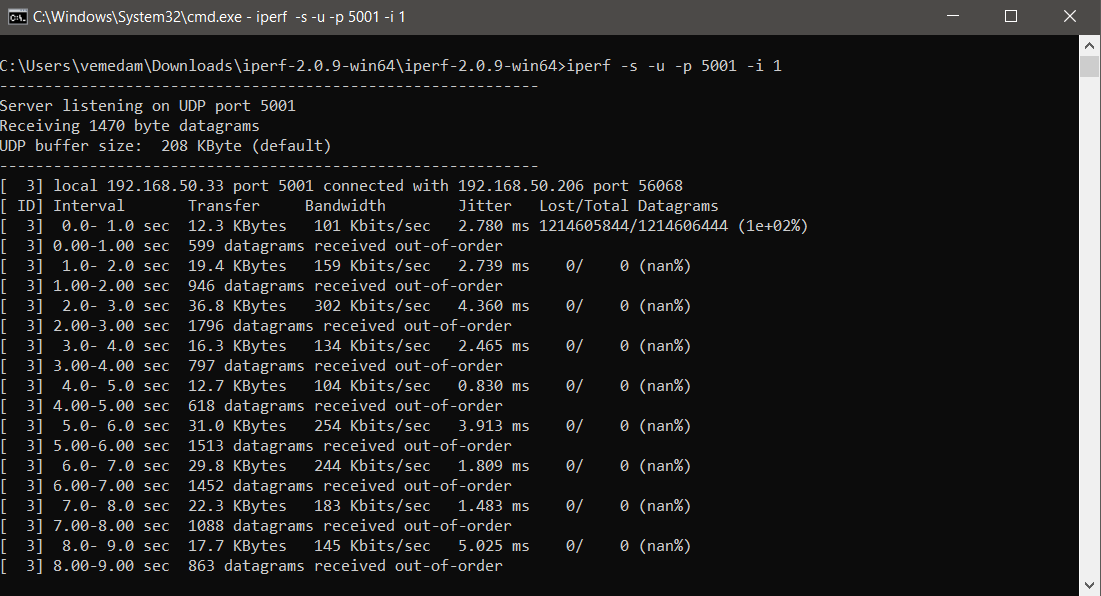 C:\Windows\System32\cmd.exe - iperf -s -u -p 5001 -i 1
C:\Users\vemedam\Downloads\iperf-2.0.9-win64\iperf-2.0.9-win64>iperf -s -u -p 5001 -i 1
------------------------------------------------------------
Server listening on UDP port 5001
Receiving 1470 byte datagrams
UDP buffer size:  208 KByte (default)
------------------------------------------------------------
[  3] local 192.168.50.33 port 5001 connected with 192.168.50.206 port 56068
[ ID] Interval       Transfer     Bandwidth        Jitter   Lost/Total Datagrams
[  3]  0.0- 1.0 sec  12.3 KBytes   101 Kbits/sec   2.780 ms 1214605844/1214606444 (1e+02%)
[  3] 0.00-1.00 sec  599 datagrams received out-of-order
[  3]  1.0- 2.0 sec  19.4 KBytes   159 Kbits/sec   2.739 ms    0/    0 (nan%)
[  3] 1.00-2.00 sec  946 datagrams received out-of-order
[  3]  2.0- 3.0 sec  36.8 KBytes   302 Kbits/sec   4.360 ms    0/    0 (nan%)
[  3] 2.00-3.00 sec  1796 datagrams received out-of-order
[  3]  3.0- 4.0 sec  16.3 KBytes   134 Kbits/sec   2.465 ms    0/    0 (nan%)
[  3] 3.00-4.00 sec  797 datagrams received out-of-order
[  3]  4.0- 5.0 sec  12.7 KBytes   104 Kbits/sec   0.830 ms    0/    0 (nan%)
[  3] 4.00-5.00 sec  618 datagrams received out-of-order
[  3]  5.0- 6.0 sec  31.0 KBytes   254 Kbits/sec   3.913 ms    0/    0 (nan%)
[  3] 5.00-6.00 sec  1513 datagrams received out-of-order
[  3]  6.0- 7.0 sec  29.8 KBytes   244 Kbits/sec   1.809 ms    0/    0 (nan%)
[  3] 6.00-7.00 sec  1452 datagrams received out-of-order
[  3]  7.0- 8.0 sec  22.3 KBytes   183 Kbits/sec   1.483 ms    0/    0 (nan%)
[  3] 7.00-8.00 sec  1088 datagrams received out-of-order
[  3]  8.0- 9.0 sec  17.7 KBytes   145 Kbits/sec   5.025 ms    0/    0 (nan%)
[  3] 8.00-9.00 sec  863 datagrams received out-of-order